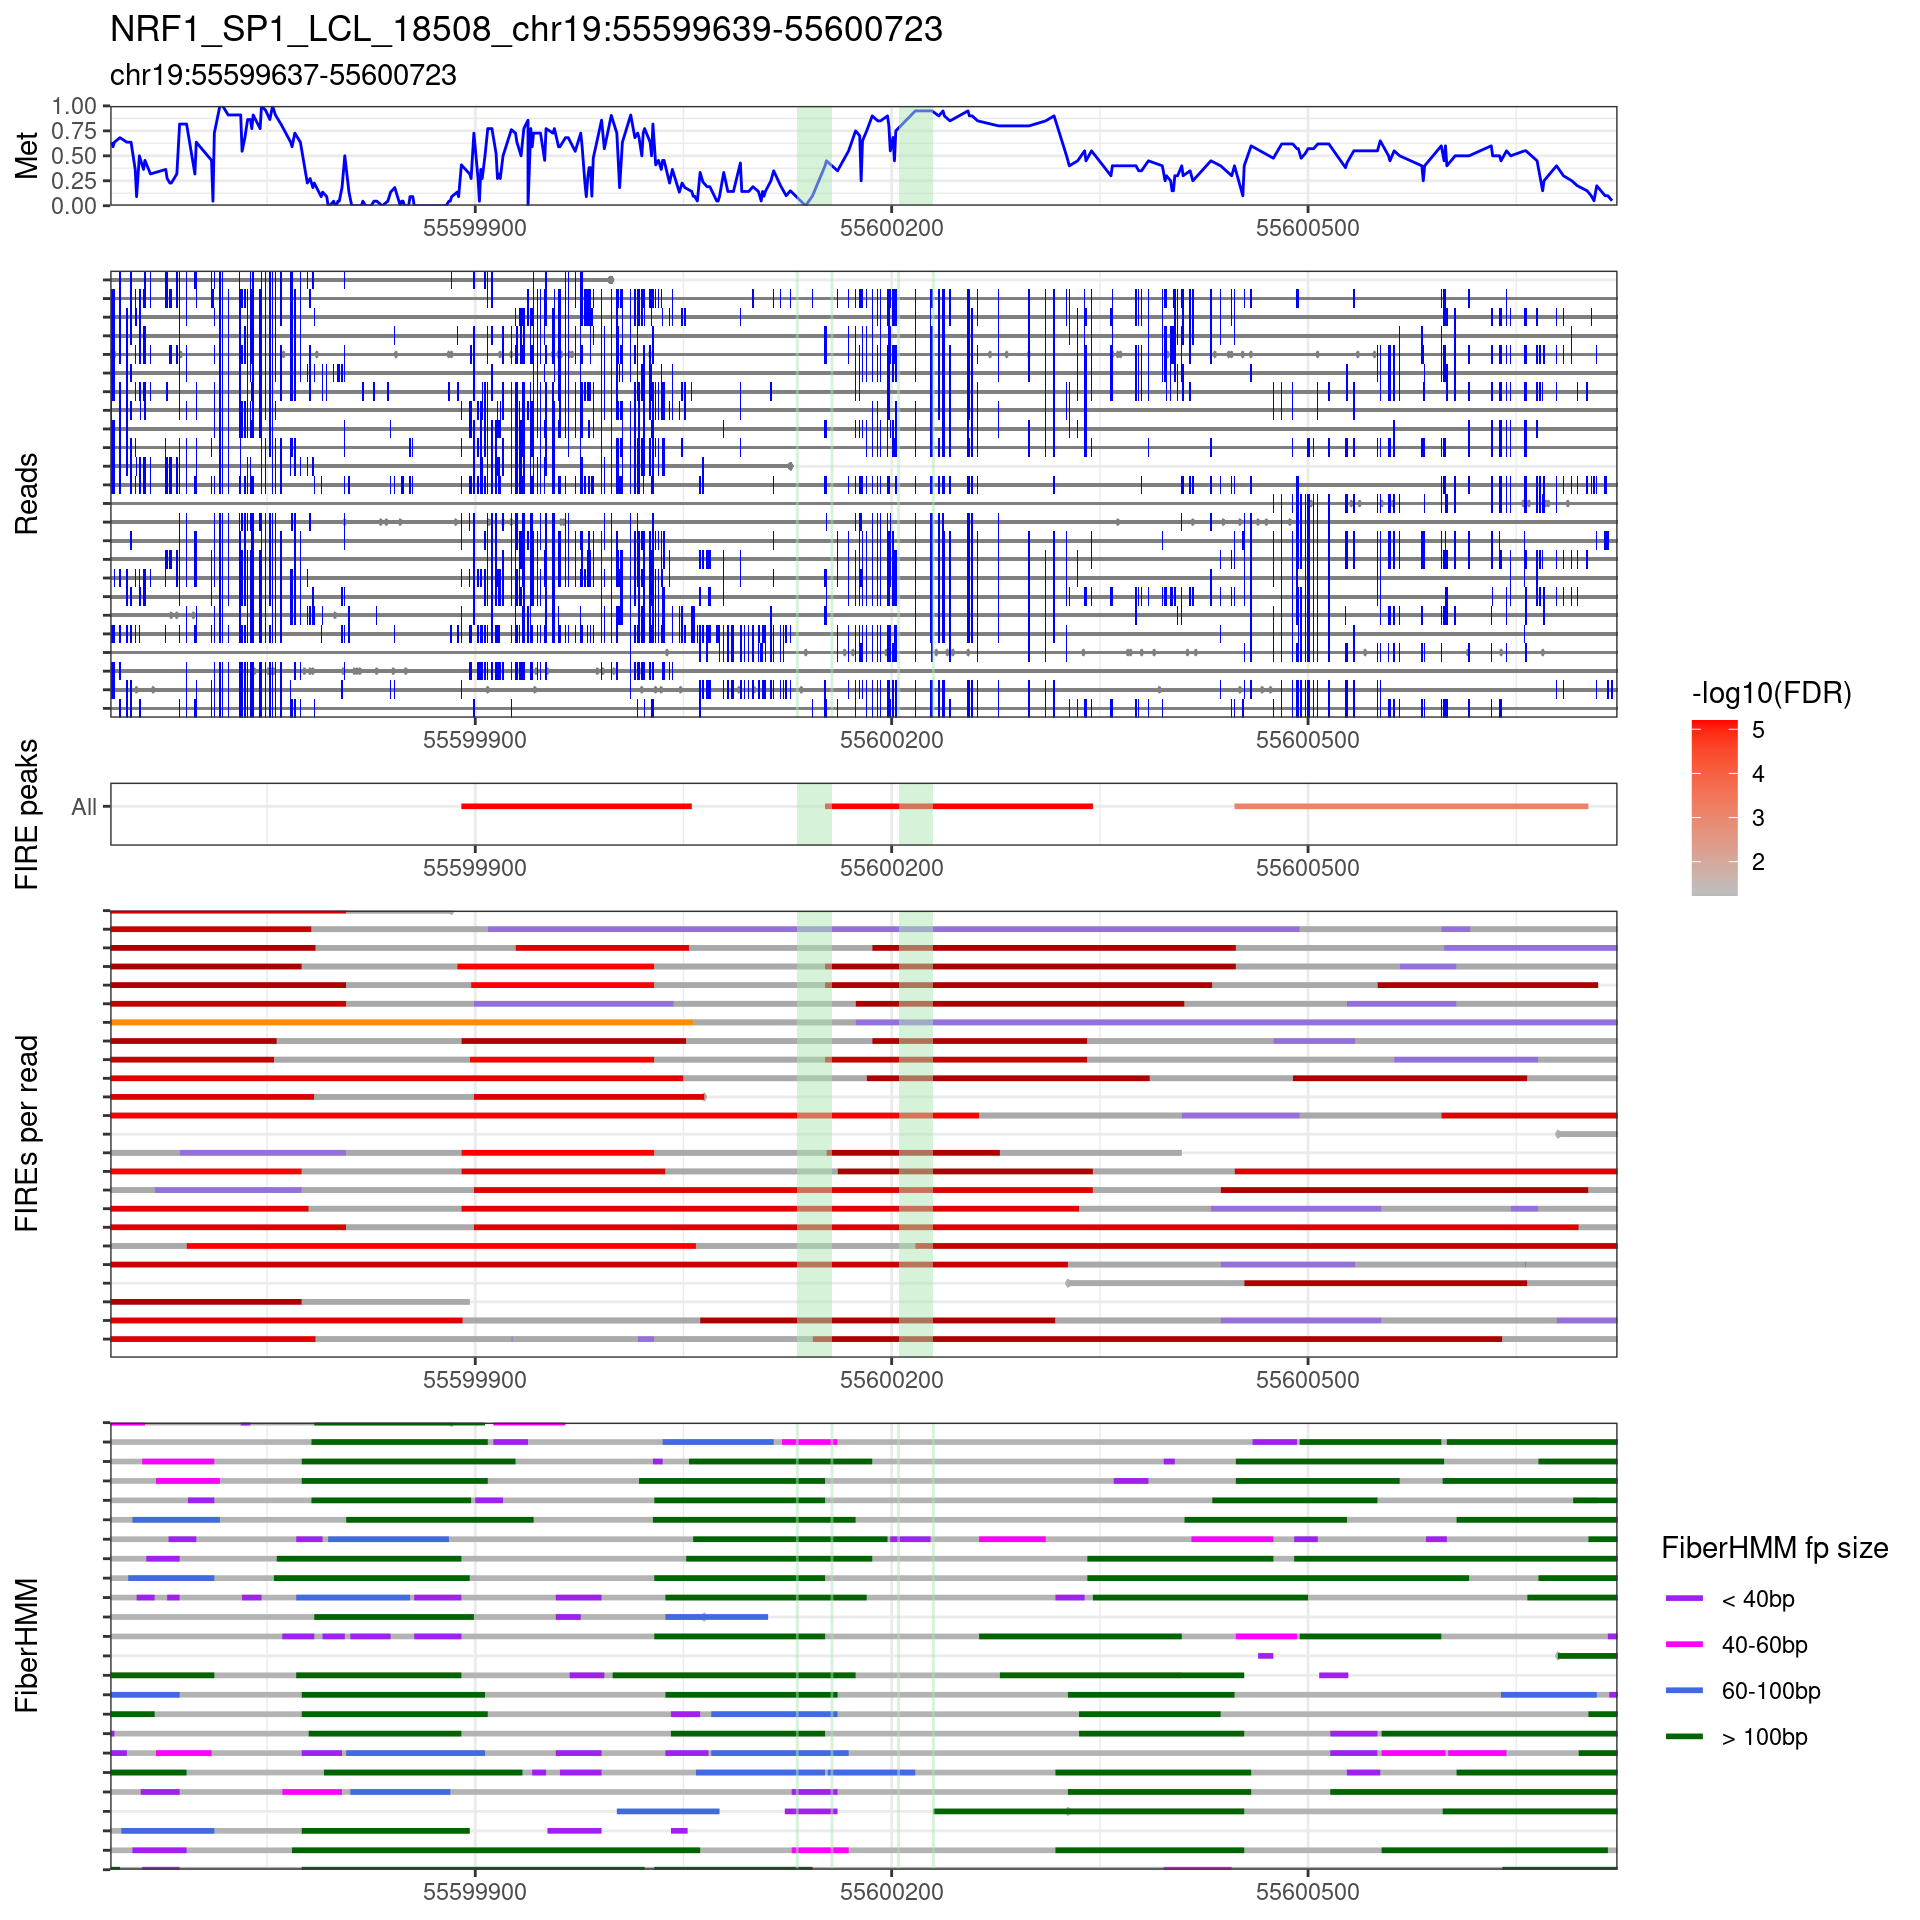 NRF1_SP1_LCL_18508_chr19:55599639-55600723
chr19:55599637-55600723
Met
1.00
0.75
0.50
0.25
0.00
55599900 55600200 55600500
Reads
55599900 55600200 55600500
FIRE peaks
All
55599900 55600200 55600500
-log10(FDR)
5
4
3
2
FIREs per read
55599900 55600200 55600500
FiberHMM
55599900 55600200 55600500
FiberHMM fp size
< 40bp
40-60bp
60-100bp
> 100bp